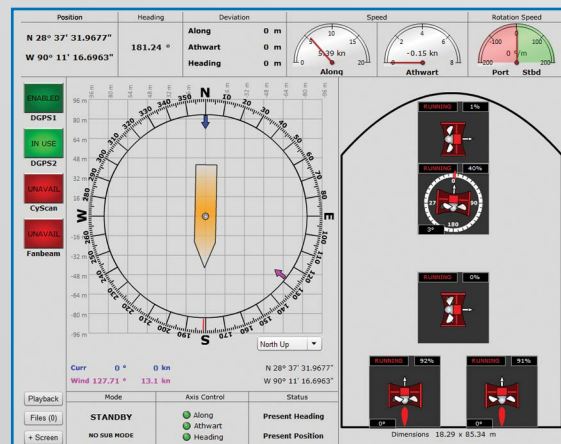 Position
Heading
Deviation
Speed
Rotation Speed
N 28° 37' 31.9677"
W 90° 11' 16.6963"
181.24 °
Along 0 m
Athwart 0 m
Heading 0 m
5.39 kn
Along
-0.15 kn
Athwart
0 °/m
Port Stbd
ENABLED
DGPS1
IN USE
DGPS2
UNAVAIL
CyScan
UNAVAIL
Fanbeam
N
E
S
W
North Up
Curr 0 ° 0 kn
Wind 127.71 ° 13.1 kn
N 28° 37' 31.9677"
W 90° 11' 16.6963"
RUNNING 1%
RUNNING 40%
0
27 90
180
3°
RUNNING 0%
RUNNING 92%
RUNNING 91%
0°
0°
Dimensions 18.29 x 85.34 m
Playback
Files (0)
+ Screen
Mode
STANDBY
NO SUB MODE
Axis Control
Along
Athwart
Heading
Status
Present Heading
Present Position